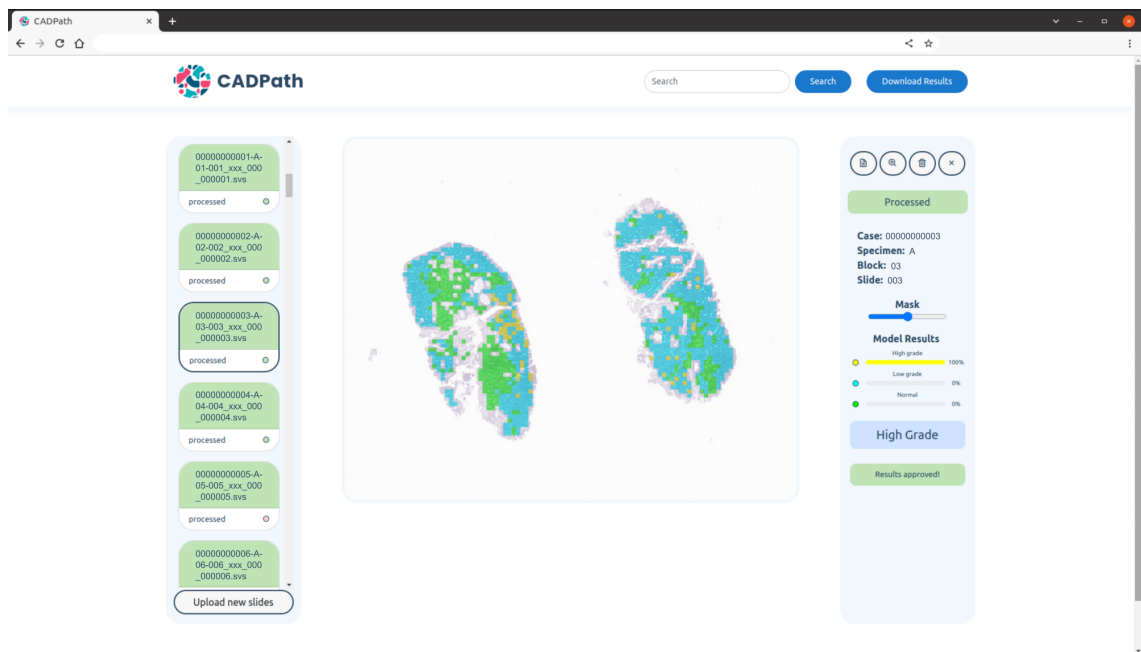 CADPath
CADPath
Search
Search
Download Results
00000000001-A-
01-001_xxx_000
_000001.svs
processed
00000000002-A-
02-002_xxx_000
_000002.svs
processed
00000000003-A-
03-003_xxx_000
_000003.svs
processed
00000000004-A-
04-004_xxx_000
_000004.svs
processed
00000000005-A-
05-005_xxx_000
_000005.svs
processed
00000000006-A-
06-006_xxx_000
_000006.svs
Upload new slides
Processed
Case: 00000000003
Specimen: A
Block: 03
Slide: 003
Mask
Model Results
High grade
100%
Low grade
0%
Normal
0%
High Grade
Results approved!